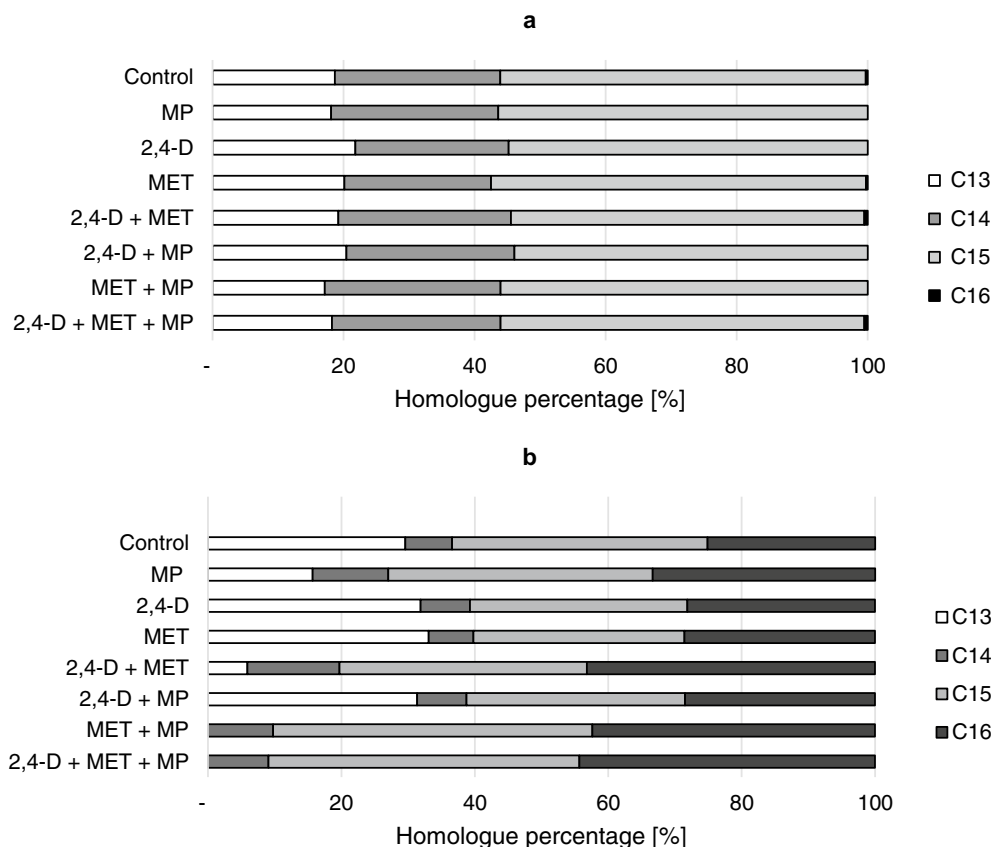 a
Control
MP
2,4-D
MET
2,4-D + MET
2,4-D + MP
MET + MP
2,4-D + MET + MP
- 20 40 60 80 100
Homologue percentage [%]
C13
C14
C15
C16
b
Control
MP
2,4-D
MET
2,4-D + MET
2,4-D + MP
MET + MP
2,4-D + MET + MP
- 20 40 60 80 100
Homologue percentage [%]
C13
C14
C15
C16